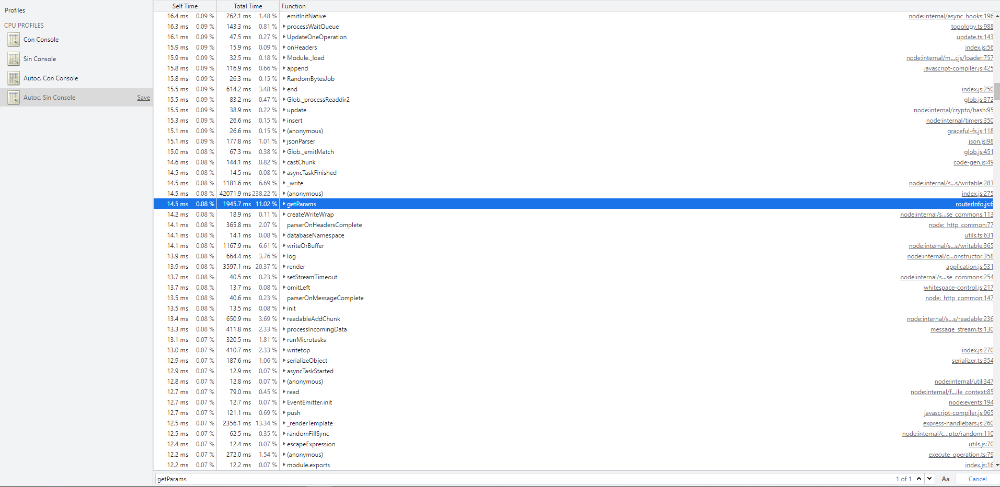 Profiles
CPU PROFILES
Con Console
Sin Console
Autoc. Con Console
Autoc. Sin Console Save
Self Time Total Time Function
16.4 ms 0.09 % 262.1 ms 1.48 % emitInitNative node:internal/async_hooks:196
16.3 ms 0.09 % 143.3 ms 0.81 % processWaitQueue topology.ts:988
16.1 ms 0.09 % 47.5 ms 0.27 % UpdateOneOperation update.ts:143
15.9 ms 0.09 % 15.9 ms 0.09 % onHeaders index.js:56
15.9 ms 0.09 % 32.5 ms 0.18 % Module._load node:internal/m...cjs/loader:757
15.8 ms 0.09 % 116.9 ms 0.66 % append javascript-compiler.js:425
15.8 ms 0.09 % 26.3 ms 0.15 % RandomBytesJob
15.5 ms 0.09 % 614.2 ms 3.48 % end index.js:250
15.5 ms 0.09 % 83.2 ms 0.47 % Glob._processReaddir2 glob.js:372
15.5 ms 0.09 % 38.9 ms 0.22 % update node:internal/crypto/hash:95
15.3 ms 0.09 % 26.6 ms 0.15 % insert node:internal/timers:350
15.1 ms 0.09 % 26.6 ms 0.15 % (anonymous) graceful-fs.js:118
15.1 ms 0.09 % 177.8 ms 1.01 % jsonParser json.js:98
15.0 ms 0.08 % 67.3 ms 0.38 % Glob._emitMatch glob.js:451
14.6 ms 0.08 % 144.1 ms 0.82 % castChunk code-gen.js:49
14.5 ms 0.08 % 14.5 ms 0.08 % asyncTaskFinished
14.5 ms 0.08 % 1181.6 ms 6.69 % _write node:internal/s...s/writable:283
14.5 ms 0.08 % 42071.9 ms 238.22 % (anonymous) index.js:275
14.5 ms 0.08 % 1945.7 ms 11.02 % getParams routerInfo.js:6
14.2 ms 0.08 % 18.9 ms 0.11 % createWriteWrap node:internal/s...se_commons:113
14.1 ms 0.08 % 365.8 ms 2.07 % parserOnHeadersComplete node:_http_common:77
14.1 ms 0.08 % 14.1 ms 0.08 % databaseNamespace utils.ts:631
14.1 ms 0.08 % 1167.9 ms 6.61 % writeOrBuffer node:internal/s...s/writable:365
13.9 ms 0.08 % 664.4 ms 3.76 % log node:internal/c...onstructor:358
13.9 ms 0.08 % 3597.1 ms 20.37 % render application.js:531
13.7 ms 0.08 % 40.5 ms 0.23 % setStreamTimeout node:internal/s...se_commons:254
13.7 ms 0.08 % 13.7 ms 0.08 % omitLeft whitespace-control.js:217
13.5 ms 0.08 % 40.6 ms 0.23 % parserOnMessageComplete node:_http_common:147
13.5 ms 0.08 % 13.5 ms 0.08 % init
13.4 ms 0.08 % 650.9 ms 3.69 % readableAddChunk node:internal/s...s/readable:236
13.3 ms 0.08 % 411.8 ms 2.33 % processIncomingData message_stream.ts:130
13.1 ms 0.07 % 320.5 ms 1.81 % runMicrotasks
13.0 ms 0.07 % 410.7 ms 2.33 % writetop index.js:270
12.9 ms 0.07 % 187.6 ms 1.06 % serializeObject serializer.ts:354
12.9 ms 0.07 % 12.9 ms 0.07 % asyncTaskStarted
12.8 ms 0.07 % 12.8 ms 0.07 % (anonymous) node:internal/util:347
12.7 ms 0.07 % 79.0 ms 0.45 % read node:internal/f...ile_context:85
12.7 ms 0.07 % 12.7 ms 0.07 % EventEmitter.init node:events:194
12.7 ms 0.07 % 121.1 ms 0.69 % push javascript-compiler.js:965
12.5 ms 0.07 % 2356.1 ms 13.34 % _renderTemplate express-handlebars.js:260
12.5 ms 0.07 % 62.5 ms 0.35 % randomFillSync node:internal/c...pto/random:110
12.4 ms 0.07 % 12.4 ms 0.07 % escapeExpression utils.js:70
12.2 ms 0.07 % 272.0 ms 1.54 % (anonymous) execute_operation.ts:79
12.2 ms 0.07 % 12.2 ms 0.07 % module.exports index.js:16
getParams 1 of 1 Aa Cancel